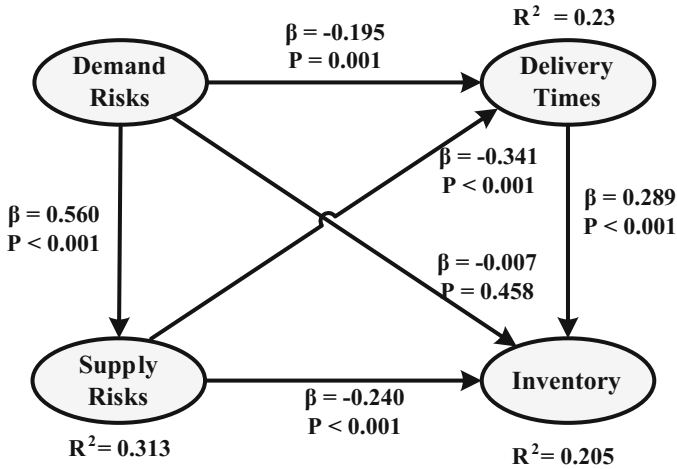 R² = 0.23
β = -0.195
P = 0.001
Demand
Risks
Delivery
Times
β = -0.341
P < 0.001
β = 0.560
P < 0.001
β = 0.289
P < 0.001
β = -0.007
P = 0.458
Supply
Risks
Inventory
β = -0.240
P < 0.001
R²= 0.313
R²= 0.205